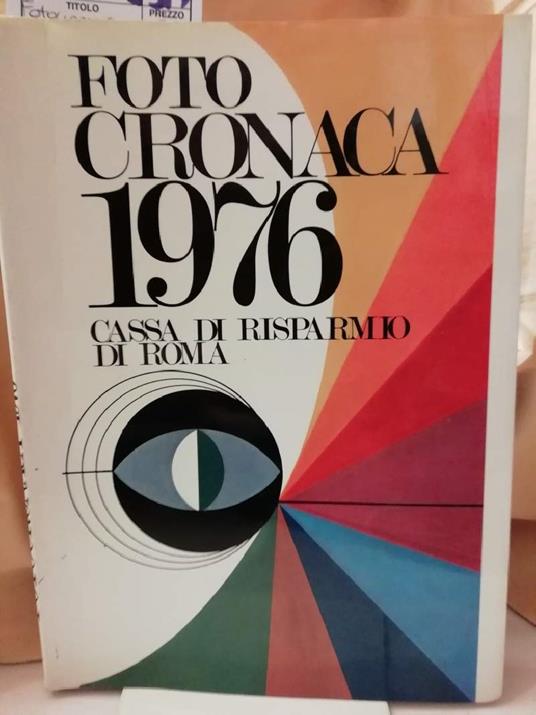 TITOLO
PREZZO
FOTO
CRONACA
1976
CASSA DI RISPARMIO
DI ROMA